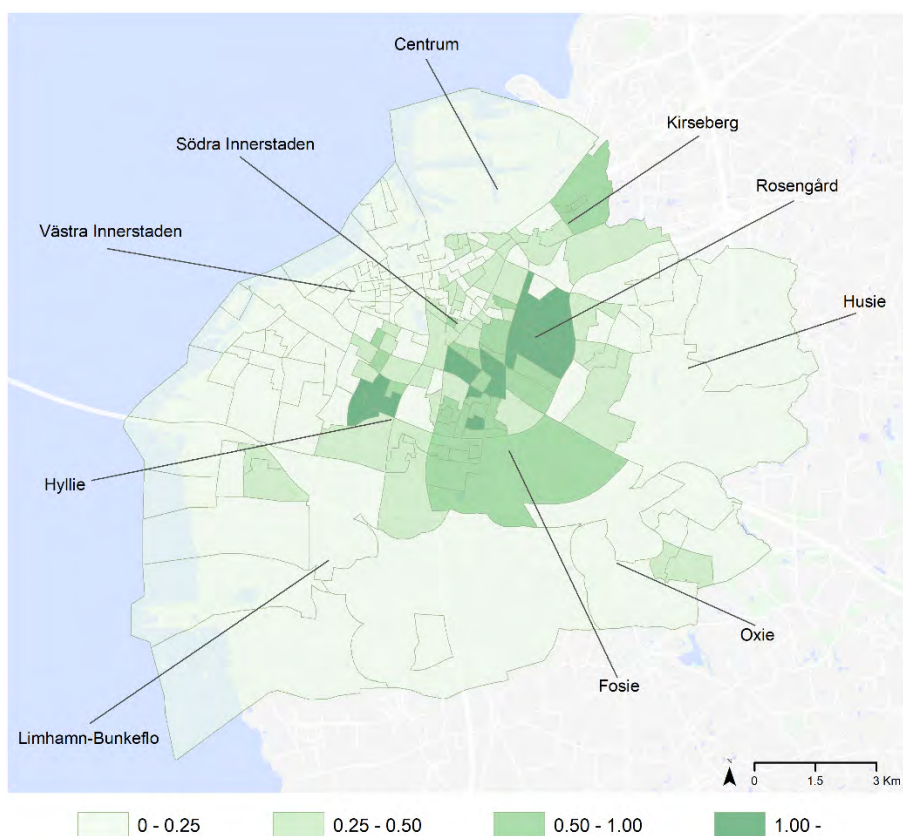 Centrum
Kirseberg
Södra Innerstaden
Rosengård
Västra Innerstaden
Husie
Hyllie
Oxie
Fosie
Limhamn-Bunkeflo
N
0 1.5 3 Km
0 - 0.25 0.25 - 0.50 0.50 - 1.00 1.00 -